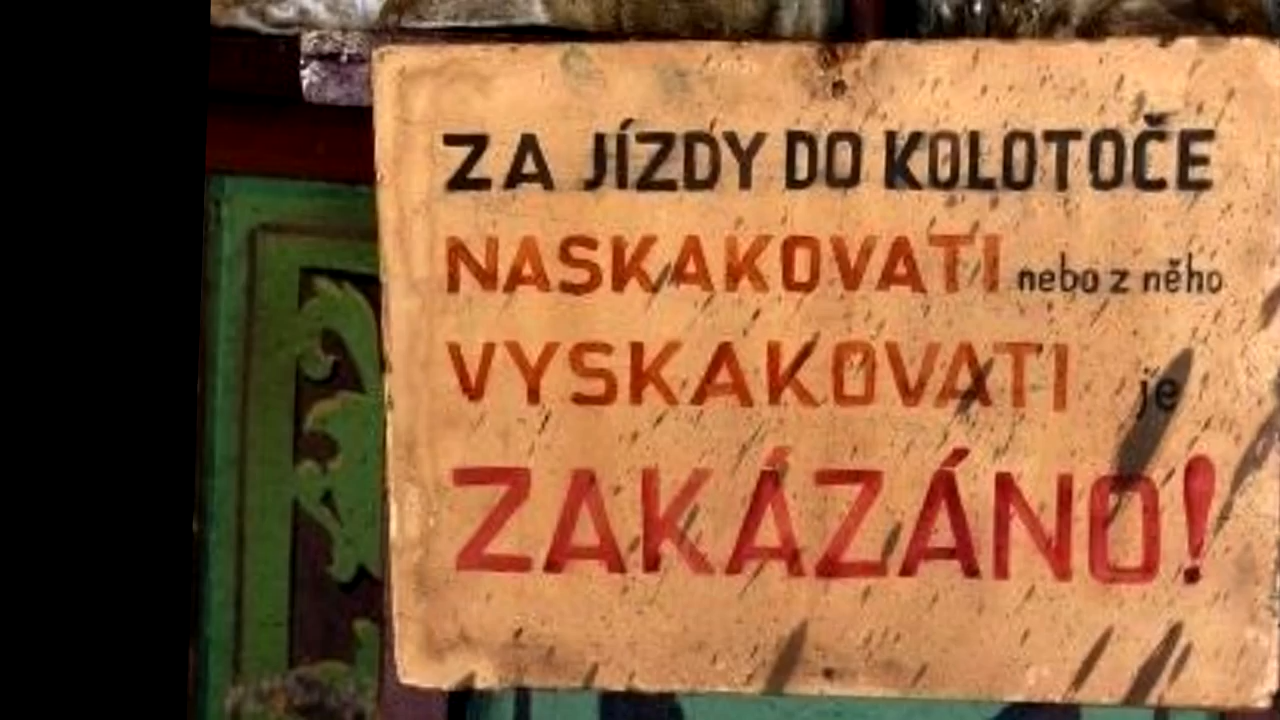 ZA JÍZDY DO KOLOTOČE
NASKAKOVATI nebo z něho
VYSKAKOVATI je
ZAKÁZÁNO!